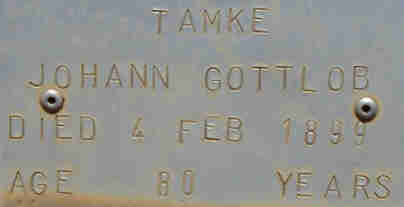 TAMKE
JOHANN GOTTLOB
DIED 4 FEB 1899
AGE 80 YEARS